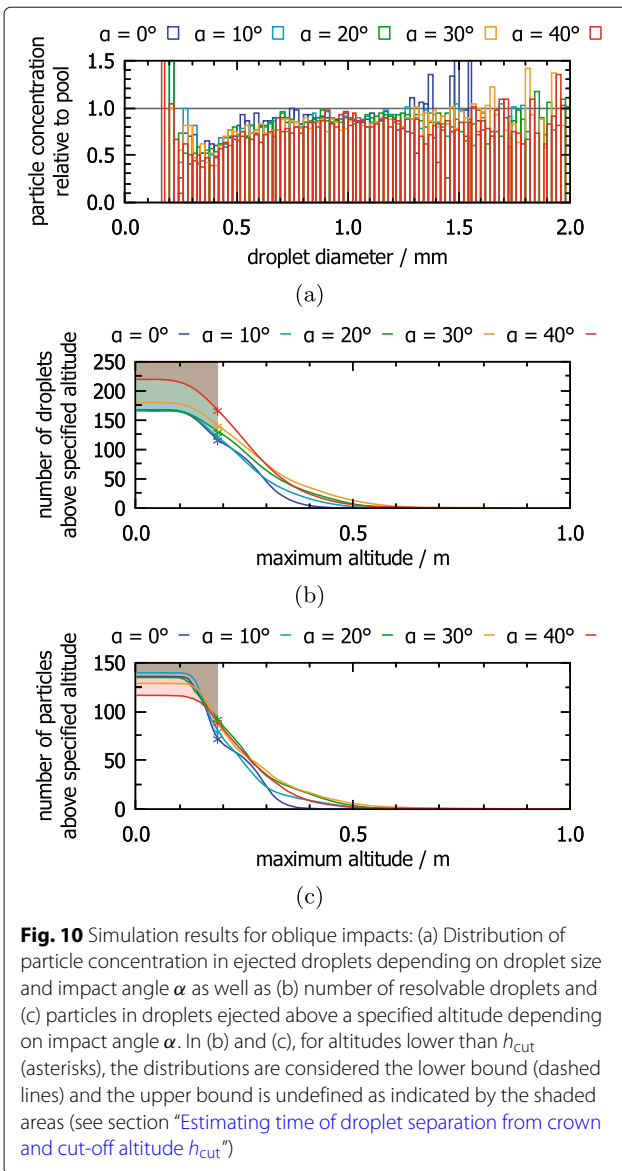 α = 0° α = 10° α = 20° α = 30° α = 40°
particle concentration
relative to pool
1.5
1.0
0.5
0.0
0.0 0.5 1.0 1.5 2.0
droplet diameter / mm
(a)
α = 0° α = 10° α = 20° α = 30° α = 40°
number of droplets
above specified altitude
250
200
150
100
50
0
0.0 0.5 1.0
maximum altitude / m
(b)
α = 0° α = 10° α = 20° α = 30° α = 40°
number of particles
above specified altitude
150
100
50
0
0.0 0.5 1.0
maximum altitude / m
(c)
Fig. 10 Simulation results for oblique impacts: (a) Distribution of
particle concentration in ejected droplets depending on droplet size
and impact angle α as well as (b) number of resolvable droplets and
(c) particles in droplets ejected above a specified altitude depending
on impact angle α. In (b) and (c), for altitudes lower than hcut
(asterisks), the distributions are considered the lower bound (dashed
lines) and the upper bound is undefined as indicated by the shaded
areas (see section “Estimating time of droplet separation from crown
and cut-off altitude hcut”)